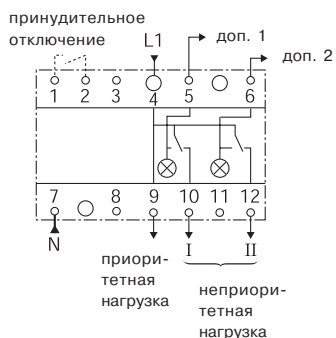 принудительное
отключение
L1
доп. 1
доп. 2
1 2 3 4 5 6
7 8 9 10 11 12
N
I II
приори-
тетная
нагрузка
неприори-
тетная
нагрузка